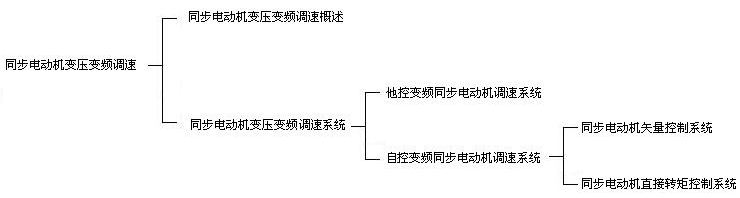 同步电动机变压变频调速概述
同步电动机变压变频调速
他控变频同步电动机调速系统
同步电动机变压变频调速系统
同步电动机矢量控制系统
自控变频同步电动机调速系统
同步电动机直接转矩控制系统